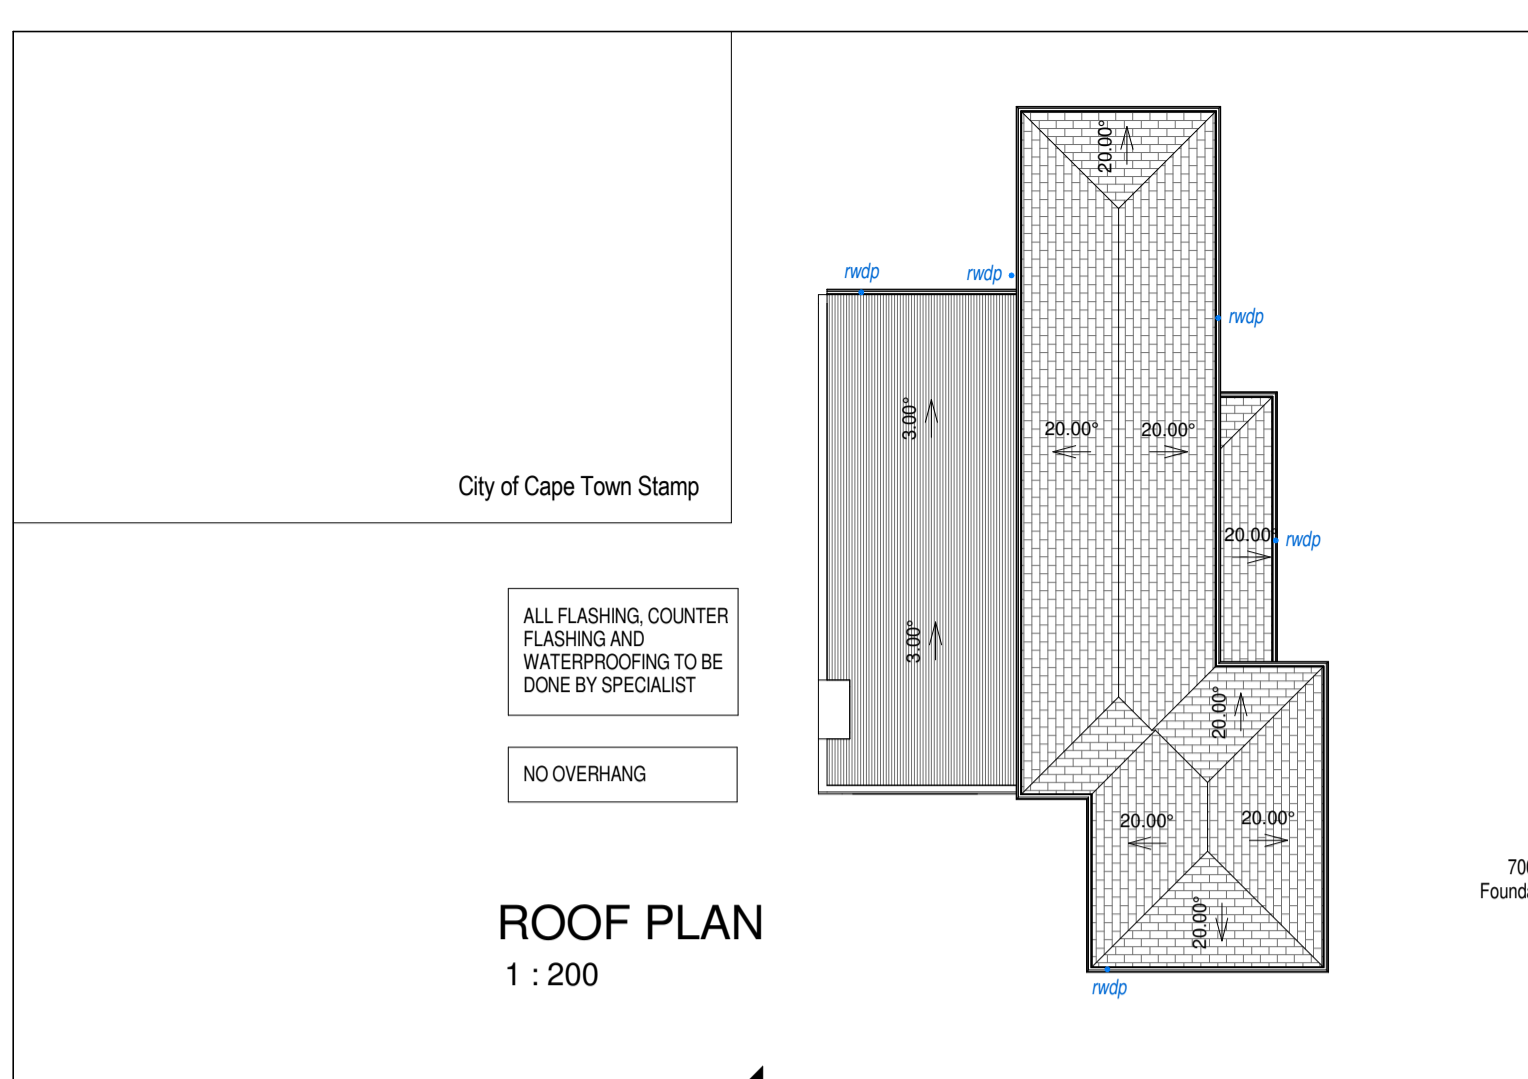 20.00°
rwdp
rwdp
rwdp
3.00°
20.00°
20.00°
City of Cape Town Stamp
20.00°
rwdp
ALL FLASHING, COUNTER
FLASHING AND
WATERPROOFING TO BE
DONE BY SPECIALIST
3.00°
20.00°
NO OVERHANG
20.00°
20.00°
700
Founda
ROOF PLAN
1 : 200
20.00°
rwdp